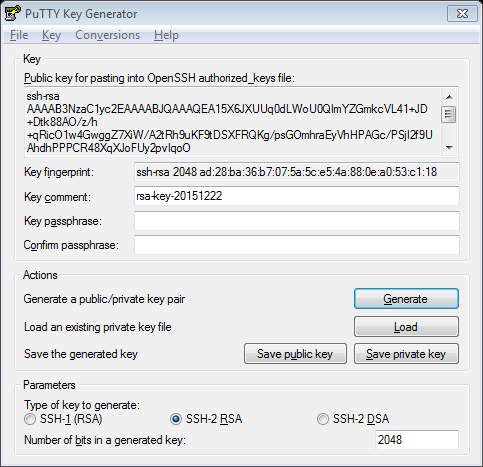 PuTTY Key Generator
File Key Conversions Help
Key
Public key for pasting into OpenSSH authorized_keys file:
ssh-rsa
AAAAB3NzaC1yc2EAAAABJQAAAQEA15X6JXUUq0dLWoU0QlmYZGmkcVL41+JD
+Dtk88AO/z/h
+qRicO1w4GwggZ7XiW/A2tRh9uKF9tDSXFRQKg/psGOmhraEyVhHPAGc/PSjI2f9U
AhdhPPPCR48XqXJoFUy2pvIqoO
Key fingerprint: ssh-rsa 2048 ad:28:ba:36:b7:07:5a:5c:e5:4a:88:0e:a0:53:c1:18
Key comment: rsa-key-20151222
Key passphrase:
Confirm passphrase:
Actions
Generate a public/private key pair Generate
Load an existing private key file Load
Save the generated key Save public key Save private key
Parameters
Type of key to generate:
SSH-1 (RSA) SSH-2 RSA SSH-2 DSA
Number of bits in a generated key: 2048